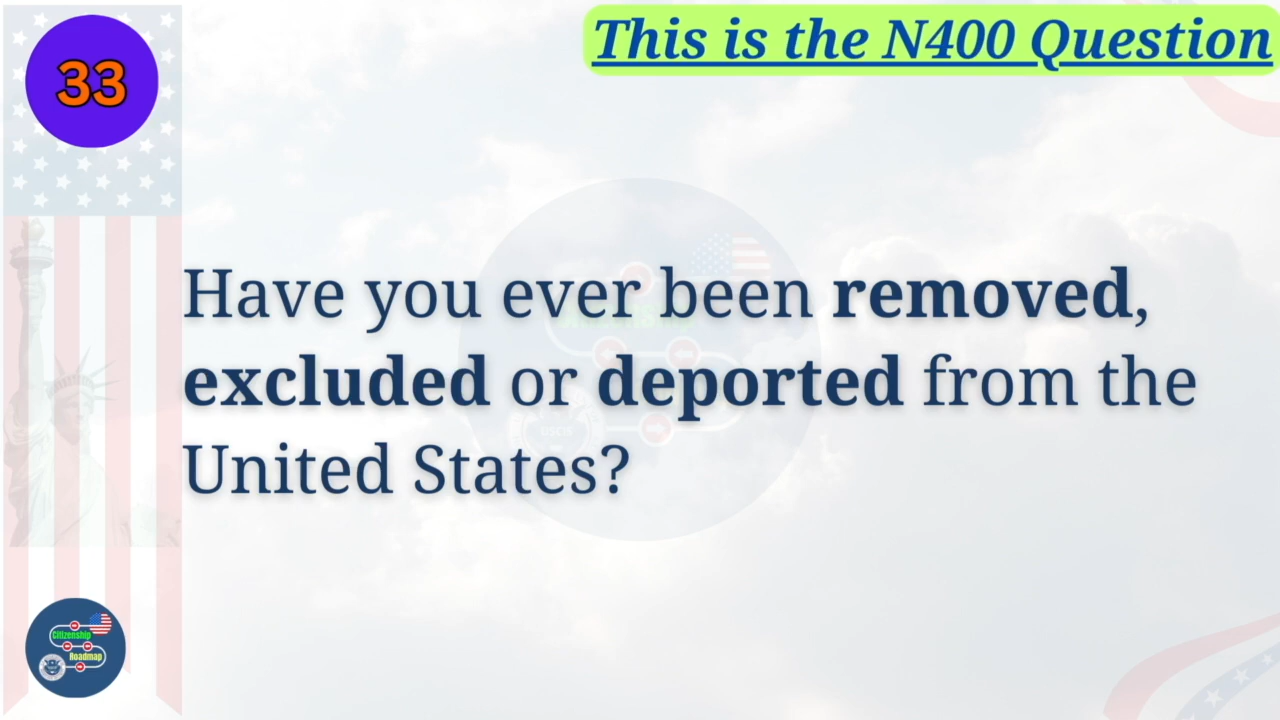 33
This is the N400 Question
Have you ever been removed,
excluded or deported from the
United States?
Citizenship
Roadmap